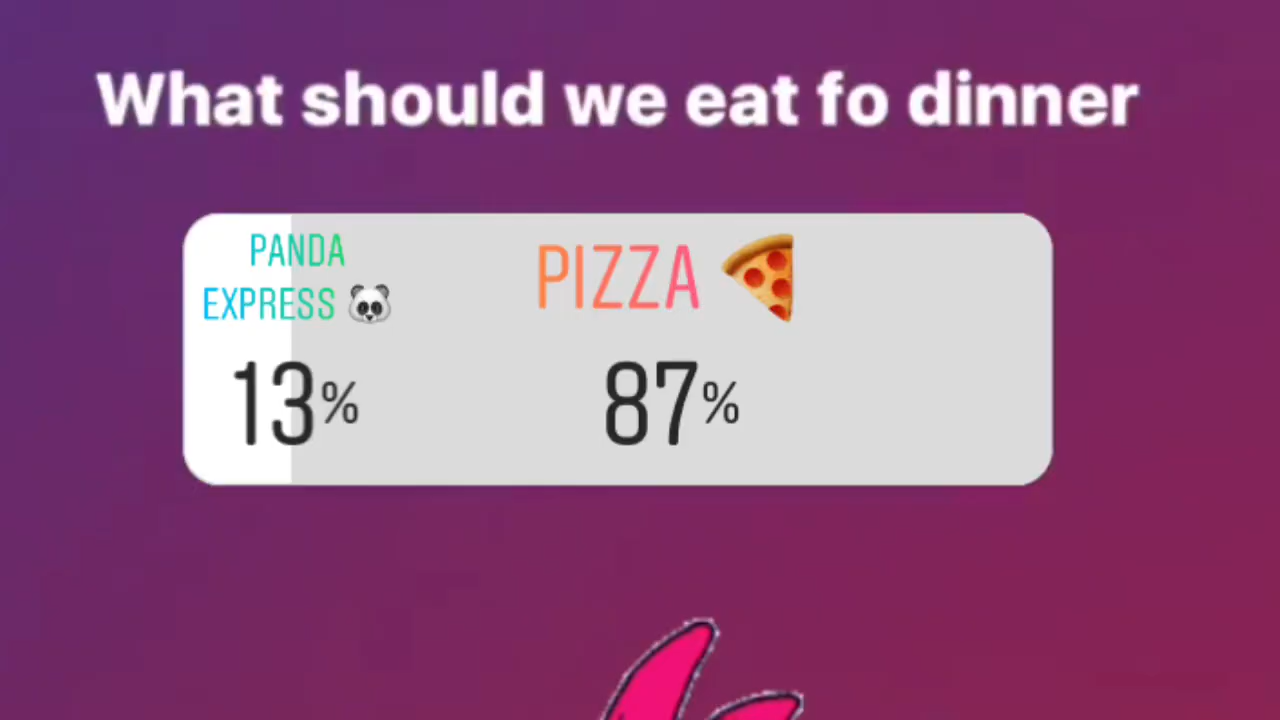 What should we eat fo dinner
PANDA
EXPRESS 🐼
PIZZA 🍕
13%
87%